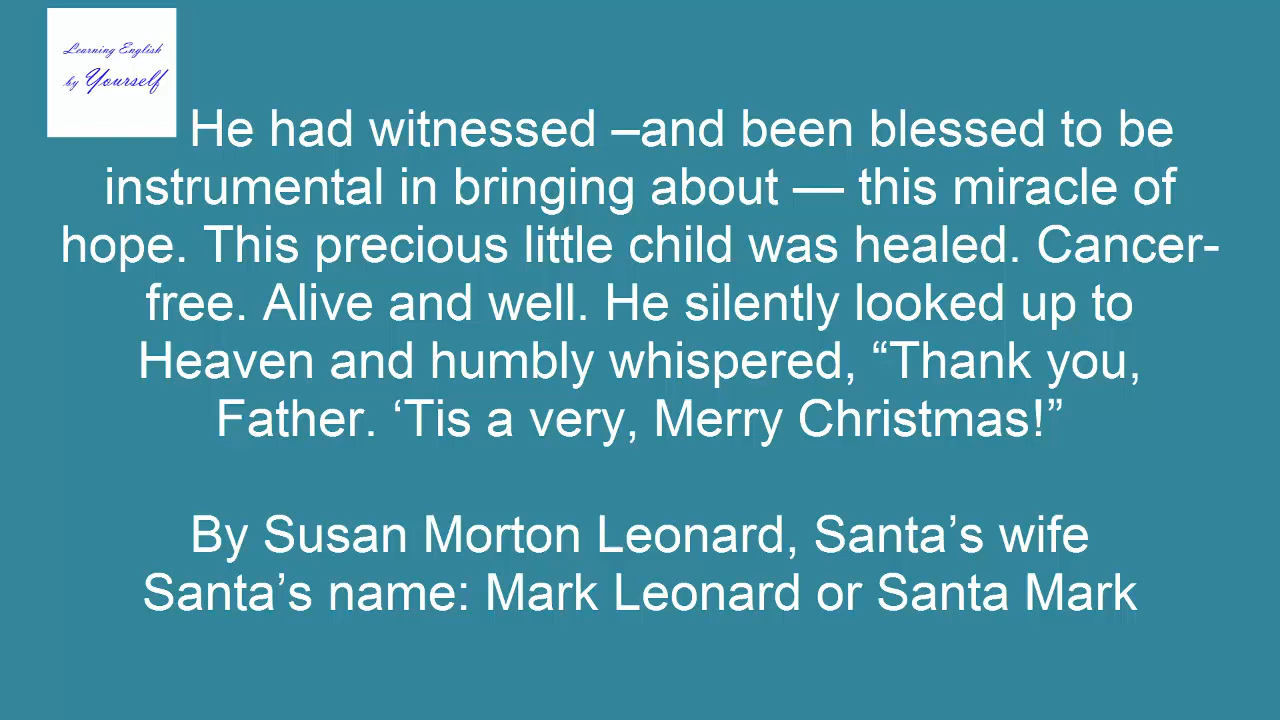 Learning English
by Yourself
He had witnessed –and been blessed to be
instrumental in bringing about — this miracle of
hope. This precious little child was healed. Cancer-
free. Alive and well. He silently looked up to
Heaven and humbly whispered, “Thank you,
Father. ‘Tis a very, Merry Christmas!”
By Susan Morton Leonard, Santa’s wife
Santa’s name: Mark Leonard or Santa Mark